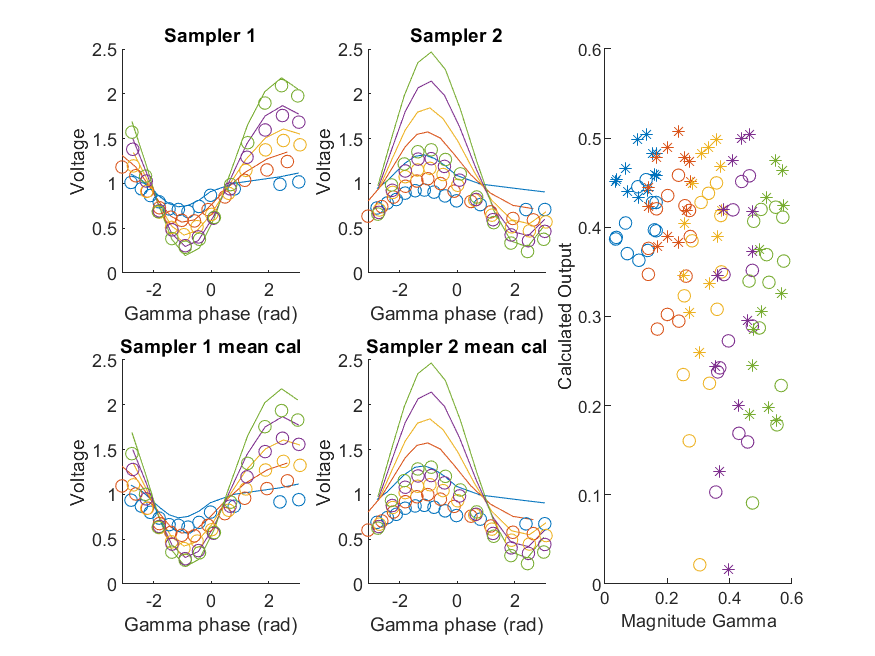 Sampler 1
2.5
2
1.5
1
0.5
0
Voltage
-2 0 2
Gamma phase (rad)
Sampler 2
2.5
2
1.5
1
0.5
0
Voltage
-2 0 2
Gamma phase (rad)
Sampler 1 mean cal
2.5
2
1.5
1
0.5
0
Voltage
-2 0 2
Gamma phase (rad)
Sampler 2 mean cal
2.5
2
1.5
1
0.5
0
Voltage
-2 0 2
Gamma phase (rad)
0.6
0.5
0.4
0.3
0.2
0.1
0
Calculated Output
0 0.2 0.4 0.6
Magnitude Gamma